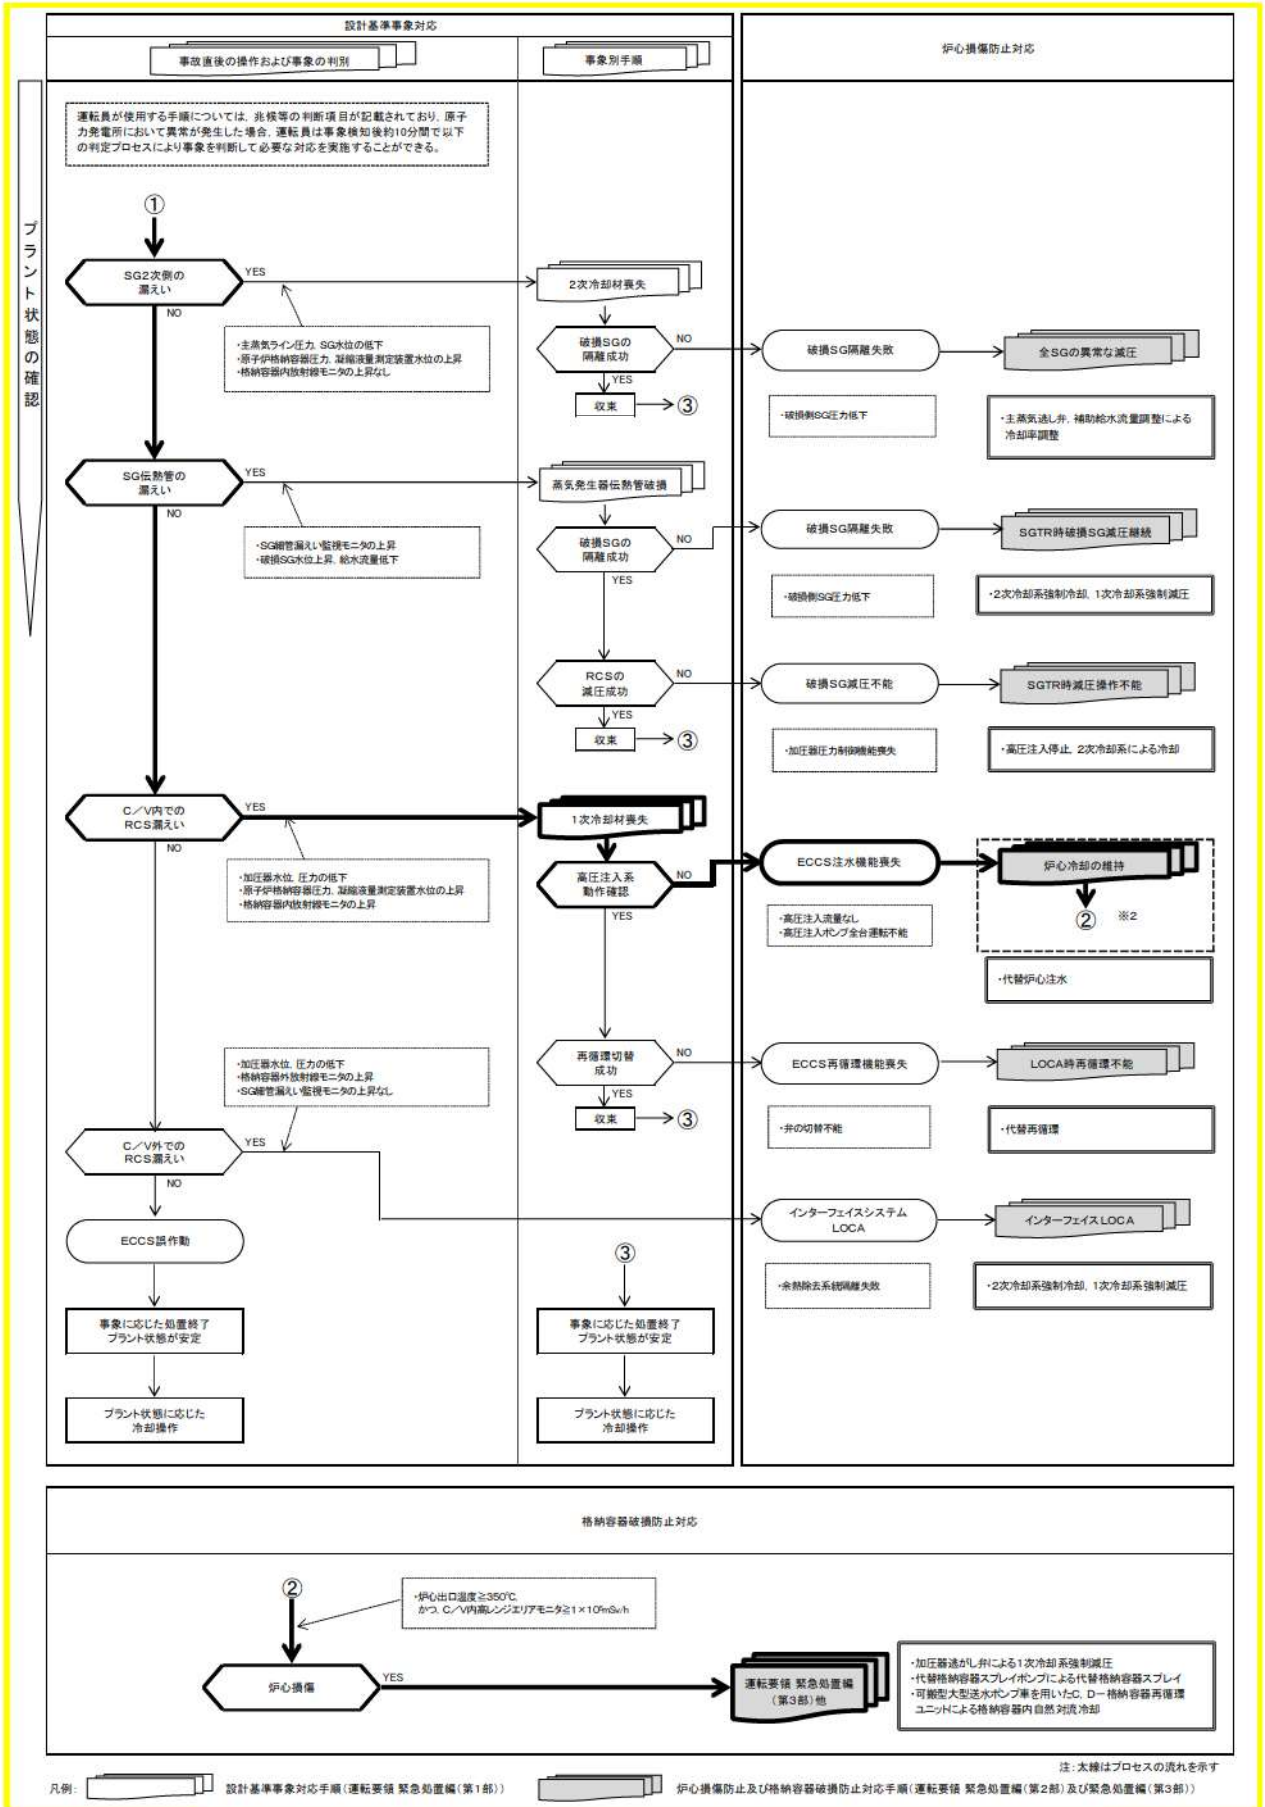 設計基準事象対応
事故直後の操作および事象の判別
事象別手順
炉心損傷防止対応
プラント状態の確認
運転員が使用する手順については、兆候等の判断項目が記載されており、原子
力発電所において異常が発生した場合、運転員は事象検知後約10分間で以下
の判定プロセスにより事象を判断して必要な対応を実施することができる。
①
SG2次側の
漏えい
YES
NO
・主蒸気ライン圧力、SG水位の低下
・原子炉格納容器圧力、凝縮液量測定装置水位の上昇
・格納容器内放射線モニタの上昇なし
2次冷却材喪失
破損SGの
隔離成功
NO
YES
収束
③
破損SG隔離失敗
全SGの異常な減圧
・破損側SG圧力低下
・主蒸気逃し弁、補助給水流量調整による
冷却率調整
SG伝熱管の
漏えい
YES
NO
・SG細管漏えい監視モニタの上昇
・破損SG水位上昇、給水流量低下
蒸気発生器伝熱管破損
破損SGの
隔離成功
NO
YES
破損SG隔離失敗
SGTR時破損SG減圧継続
・破損側SG圧力低下
・2次冷却系強制冷却、1次冷却系強制減圧
RCSの
減圧成功
NO
YES
収束
③
破損SG減圧不能
SGTR時減圧操作不能
・加圧器圧力制御機能喪失
・高圧注入停止、2次冷却系による冷却
C/V内での
RCS漏えい
YES
NO
・加圧器水位、圧力の低下
・原子炉格納容器圧力、凝縮液量測定装置水位の上昇
・格納容器内放射線モニタの上昇
1次冷却材喪失
高圧注入系
動作確認
NO
YES
ECCS注水機能喪失
炉心冷却の維持
② ※2
・高圧注入流量なし
・高圧注入ポンプ全台運転不能
・代替炉心注水
再循環切替
成功
NO
YES
収束
③
ECCS再循環機能喪失
LOCA時再循環不能
・弁の切替不能
・代替再循環
・加圧器水位、圧力の低下
・格納容器外放射線モニタの上昇
・SG細管漏えい監視モニタの上昇なし
C/V外での
RCS漏えい
YES
NO
インターフェイスシステム
LOCA
インターフェイスLOCA
・余熱除去系統隔離失敗
・2次冷却系強制冷却、1次冷却系強制減圧
ECCS誤作動
事象に応じた処置終了
プラント状態が安定
プラント状態に応じた
冷却操作
③
事象に応じた処置終了
プラント状態が安定
プラント状態に応じた
冷却操作
格納容器破損防止対応
②
・炉心出口温度≧350℃、
かつ、C/V内高レンジエリアモニタ≧1×10⁵mSv/h
炉心損傷
YES
運転要領 緊急処置編
(第3部)他
・加圧器逃がし弁による1次冷却系強制減圧
・代替格納容器スプレイポンプによる代替格納容器スプレイ
・可搬型大型送水ポンプ車を用いたC、D－格納容器再循環
ユニットによる格納容器内自然対流冷却
注：太線はプロセスの流れを示す
凡例：
設計基準事象対応手順(運転要領 緊急処置編(第1部))
炉心損傷防止及び格納容器破損防止対応手順(運転要領 緊急処置編(第2部)及び緊急処置編(第3部))